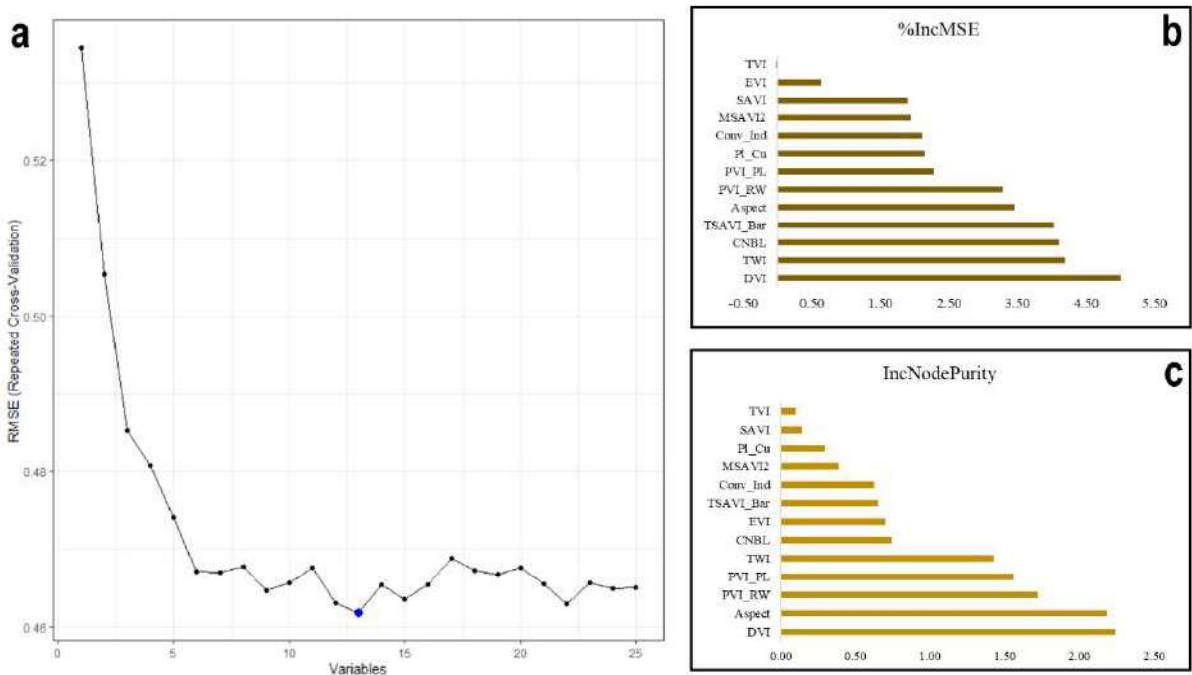 a
0.52
0.50
0.48
0.46
RMSE (Repeated Cross-Validation)
0
5
10
15
20
25
Variables
b
%IncMSE
TVI
EVI
SAVI
MSAVI2
Conv_Ind
Pl_Cu
PVI_PL
PVI_RW
Aspect
TSAVI_Bar
CNBL
TWI
DVI
-0.50 0.50 1.50 2.50 3.50 4.50 5.50
c
IncNodePurity
TVI
SAVI
Pl_Cu
MSAVI2
Conv_Ind
TSAVI_Bar
EVI
CNBL
TWI
PVI_PL
PVI_RW
Aspect
DVI
0.00 0.50 1.00 1.50 2.00 2.50